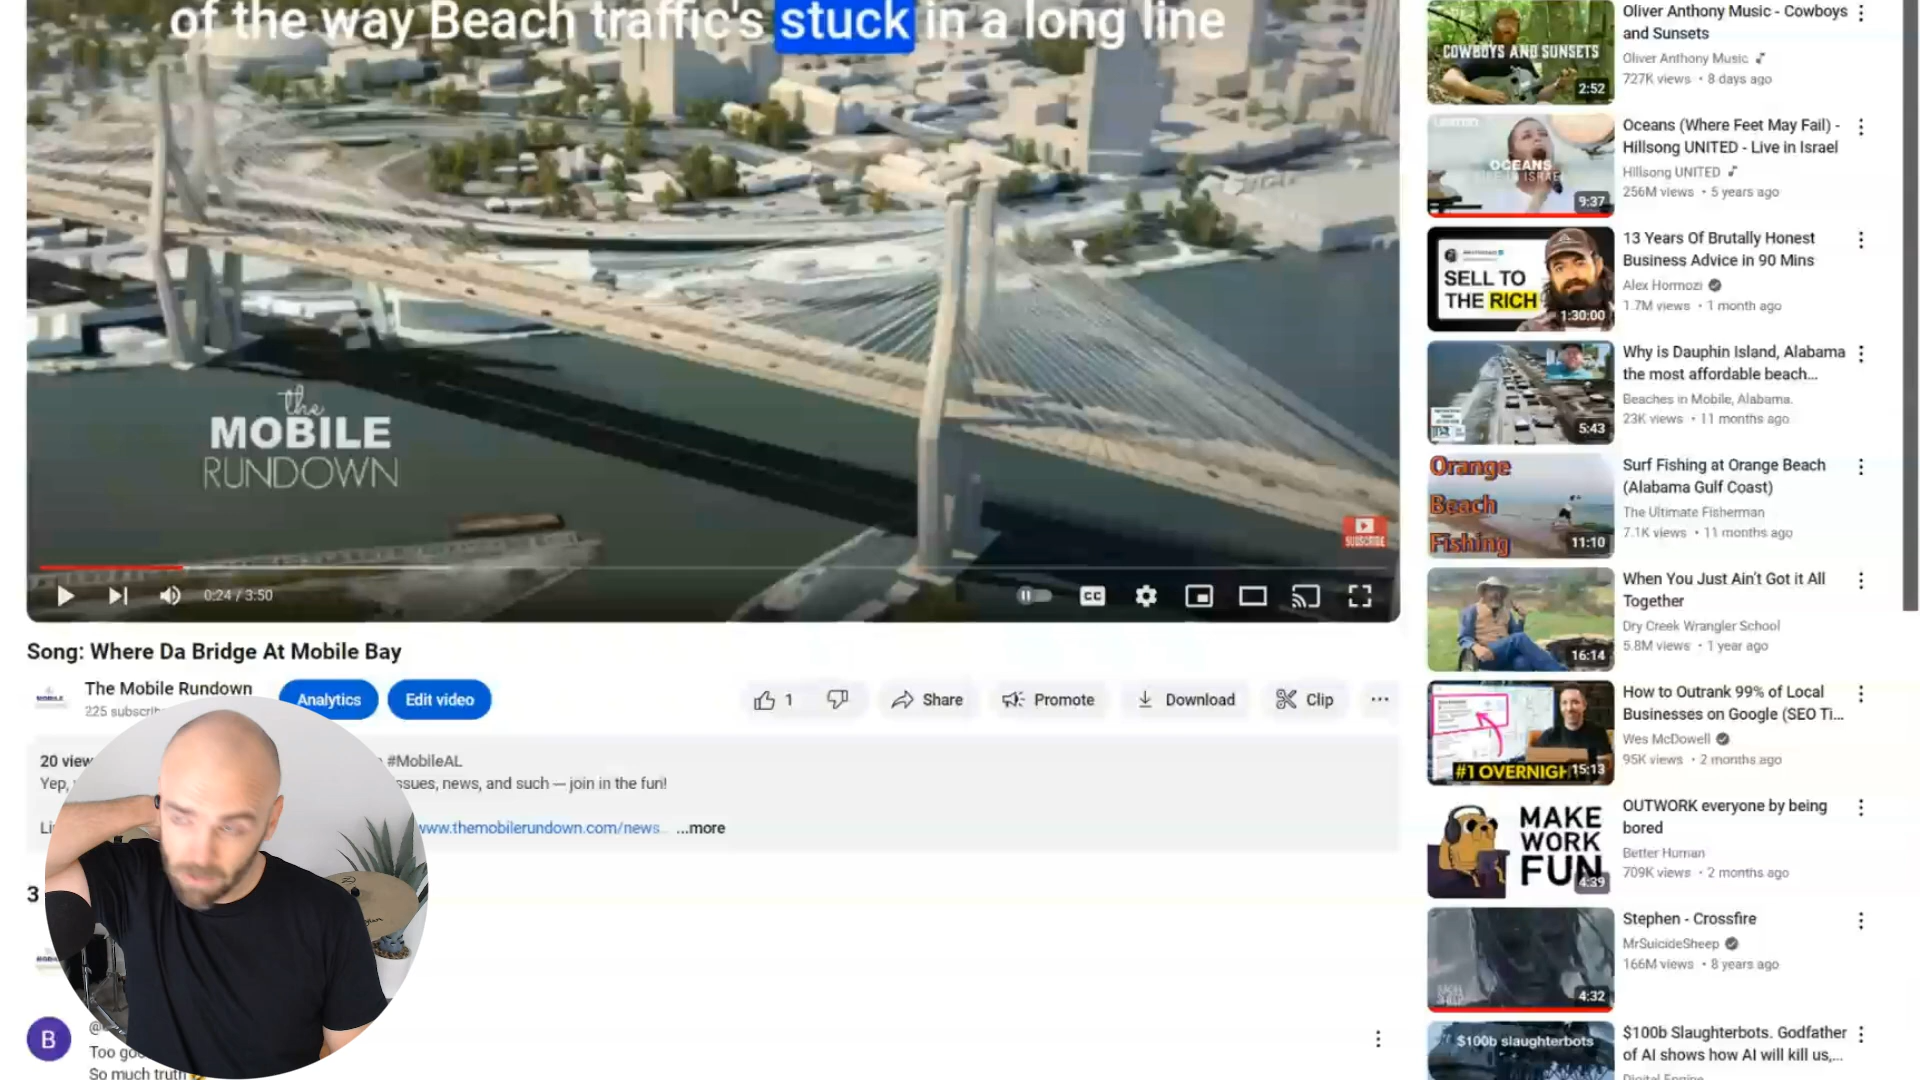 of the way Beach traffic's stuck in a long line
the
MOBILE
RUNDOWN
SUBSCRIBE
0:24 / 3:50
CC
Song: Where Da Bridge At Mobile Bay
The Mobile Rundown
225
Analytics
Edit video
1
Share
Promote
Download
Clip
20
#MobileAL
Yep,
issues, news, and such — join in the fun!
www.themobilerundown.com/news...
...more
3
B
@
Too
So much truth
COWBOYS AND SUNSETS
2:52
Oliver Anthony Music - Cowboys
and Sunsets
Oliver Anthony Music
727K views • 8 days ago
OCEANS
9:37
Oceans (Where Feet May Fail) -
Hillsong UNITED - Live in Israel
Hillsong UNITED
256M views • 5 years ago
SELL TO
THE RICH
1:30:00
13 Years Of Brutally Honest
Business Advice in 90 Mins
Alex Hormozi
1.7M views • 1 month ago
5:43
Why is Dauphin Island, Alabama
the most affordable beach...
Beaches in Mobile, Alabama.
23K views • 11 months ago
Orange
Beach
Fishing
11:10
Surf Fishing at Orange Beach
(Alabama Gulf Coast)
The Ultimate Fisherman
7.1K views • 11 months ago
16:14
When You Just Ain't Got it All
Together
Dry Creek Wrangler School
5.8M views • 1 year ago
#1 OVERNIGH
15:13
How to Outrank 99% of Local
Businesses on Google (SEO Ti...
Wes McDowell
95K views • 2 months ago
MAKE
WORK
FUN
4:39
OUTWORK everyone by being
bored
Better Human
709K views • 2 months ago
4:32
Stephen - Crossfire
MrSuicideSheep
166M views • 8 years ago
$100b slaughterbots
$100b Slaughterbots. Godfather
of AI shows how AI will kill us,...
Digital Engine